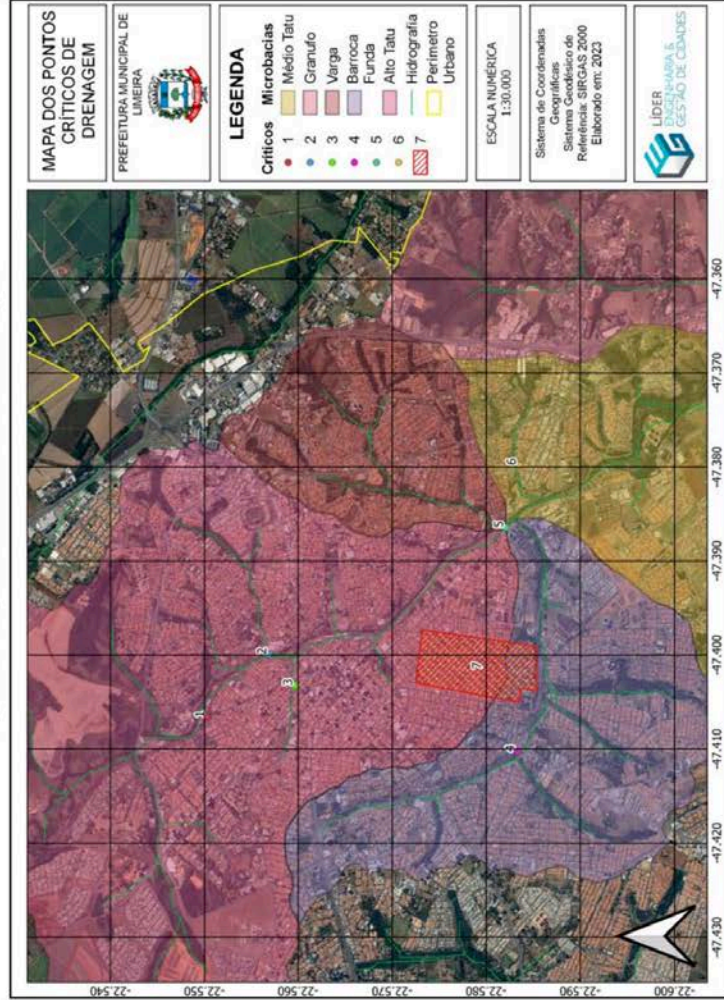 MAPA DOS PONTOS
CRÍTICOS DE
DRENAGEM
PREFEITURA MUNICIPAL DE
LIMEIRA
LEGENDA
Críticos
1
2
3
4
5
6
7
Microbacias
Médio Tatu
Granufo
Varga
Barroca
Funda
Alto Tatu
Hidrografia
Perímetro
Urbano
ESCALA NUMÉRICA
1:30.000
Sistema de Coordenadas
Geográficas
Sistema Geodésico de
Referência: SIRGAS 2000
Elaborado em: 2023
LÍDER
ENGENHARIA &
GESTÃO DE CIDADES
1
2
3
4
5
6
7
-22.540
-22.550
-22.560
-22.570
-22.580
-22.590
-22.600
-47.430
-47.420
-47.410
-47.400
-47.390
-47.380
-47.370
-47.360